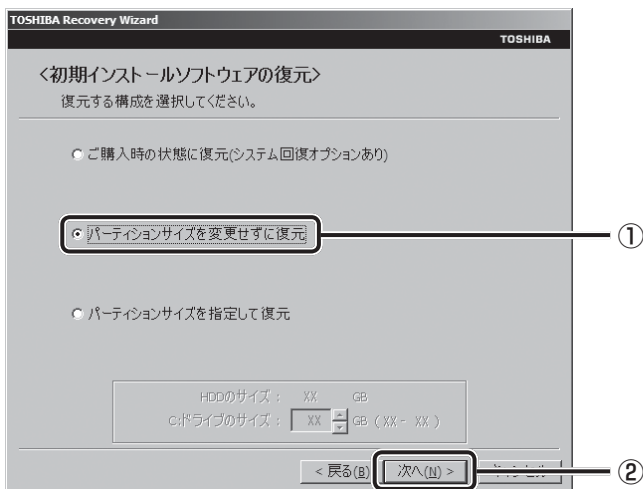 TOSHIBA Recovery Wizard
TOSHIBA
<初期インストールソフトウェアの復元>
復元する構成を選択してください。
ご購入時の状態に復元(システム回復オプションあり)
パーティションサイズを変更せずに復元
①
パーティションサイズを指定して復元
HDDのサイズ： XX GB
C:ドライブのサイズ： XX GB ( XX - XX )
< 戻る(B) 次へ(N) > キャンセル
②